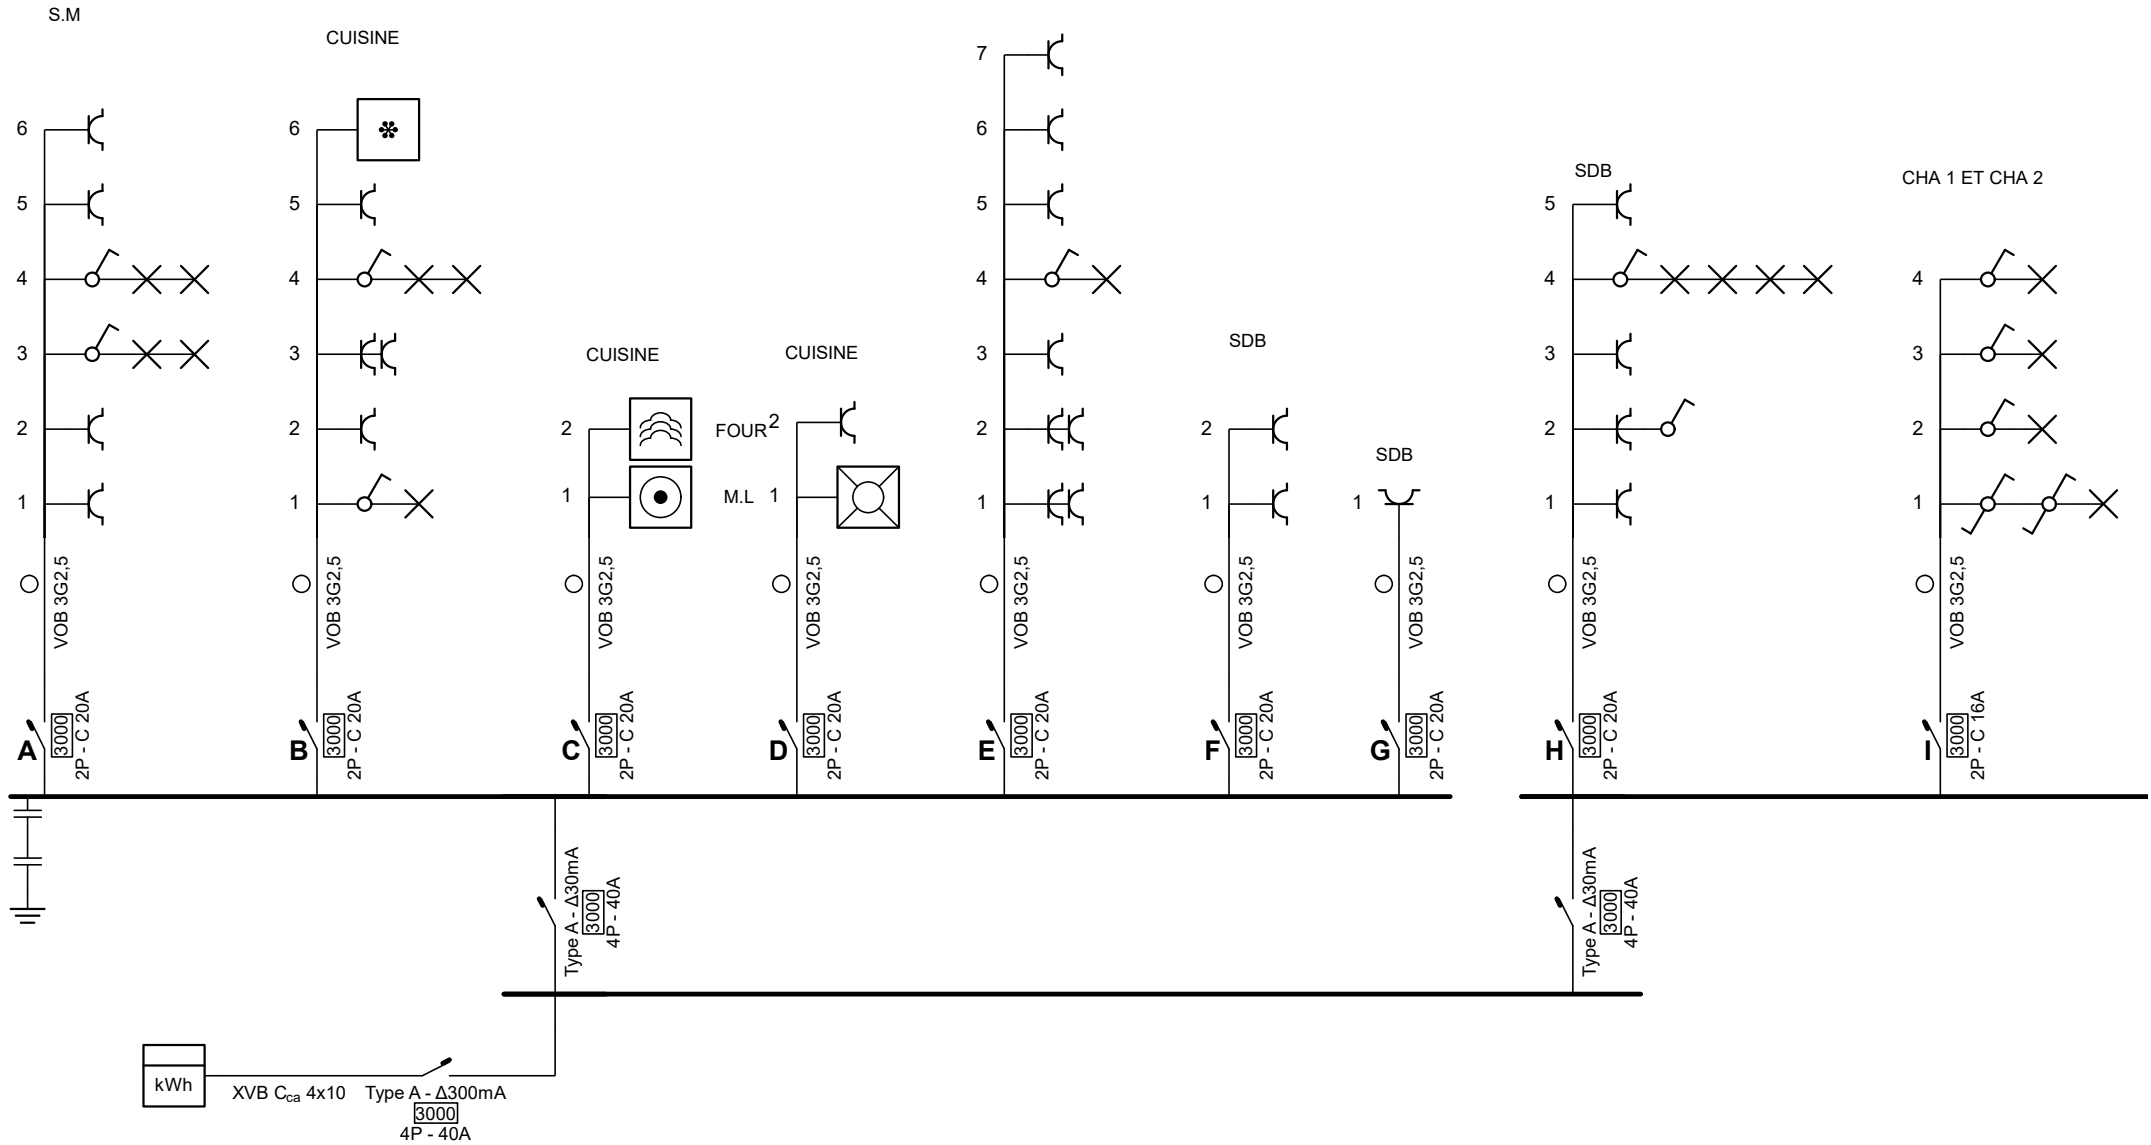 S.M
CUISINE
SDB
CHA 1 ET CHA 2
SDB
CUISINE
CUISINE
SDB
6
5
4
3
2
1
6
5
4
3
2
1
2
FOUR
1
M.L
2
1
7
6
5
4
3
2
1
2
1
1
5
4
3
2
1
4
3
2
1
VOB 3G2,5
VOB 3G2,5
VOB 3G2,5
VOB 3G2,5
VOB 3G2,5
VOB 3G2,5
VOB 3G2,5
VOB 3G2,5
VOB 3G2,5
A
3000
2P - C 20A
B
3000
2P - C 20A
C
3000
2P - C 20A
D
3000
2P - C 20A
E
3000
2P - C 20A
F
3000
2P - C 20A
G
3000
2P - C 20A
H
3000
2P - C 20A
I
3000
2P - C 16A
Type A - Δ30mA
3000
4P - 40A
Type A - Δ30mA
3000
4P - 40A
kWh
XVB Cca 4x10
Type A - Δ300mA
3000
4P - 40A